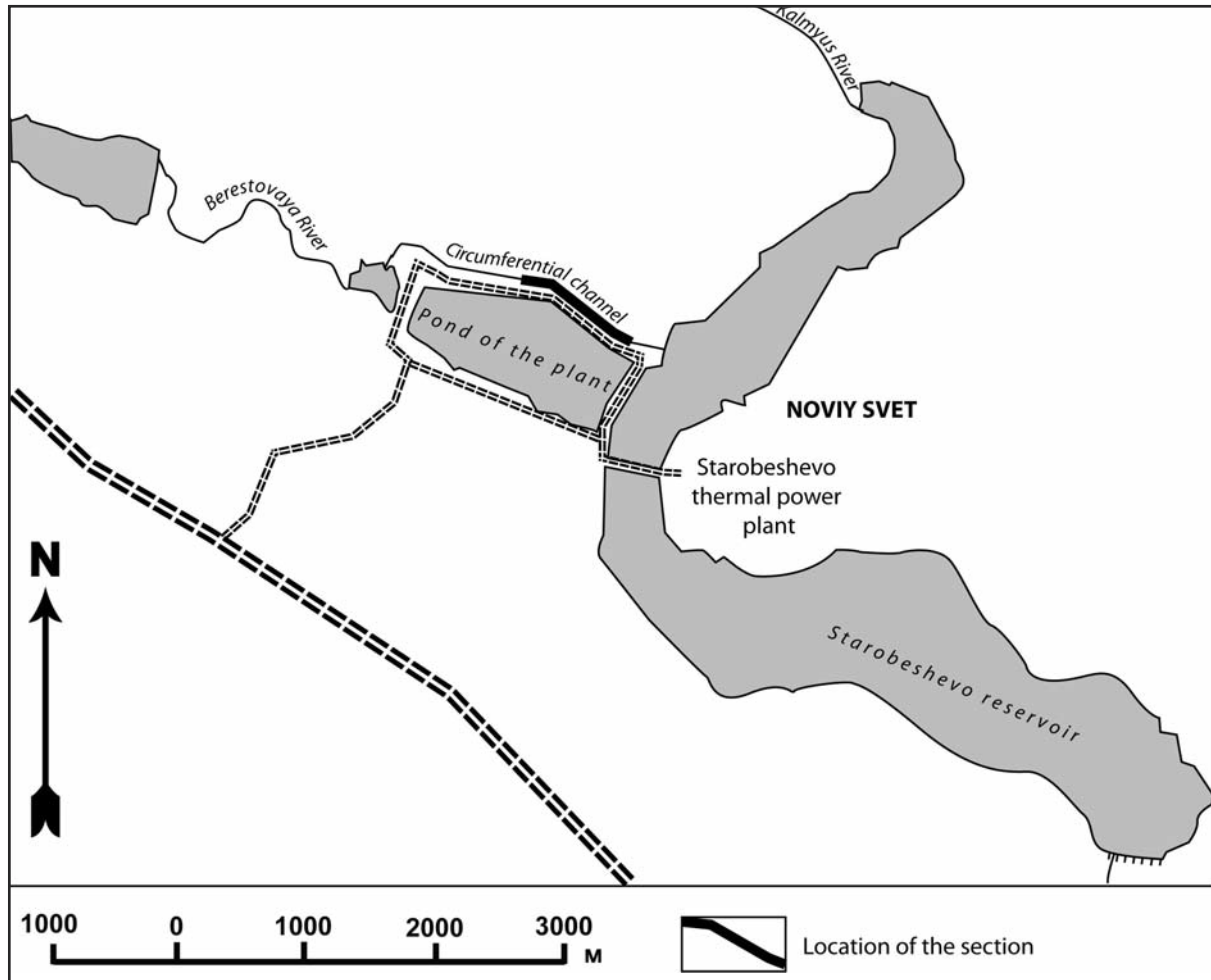 Kalmyus River
Berestovaya River
Circumferential channel
Pond of the plant
NOVIY SVET
Starobeshevo
thermal power
plant
N
Starobeshevo reservoir
1000 0 1000 2000 3000
м
Location of the section